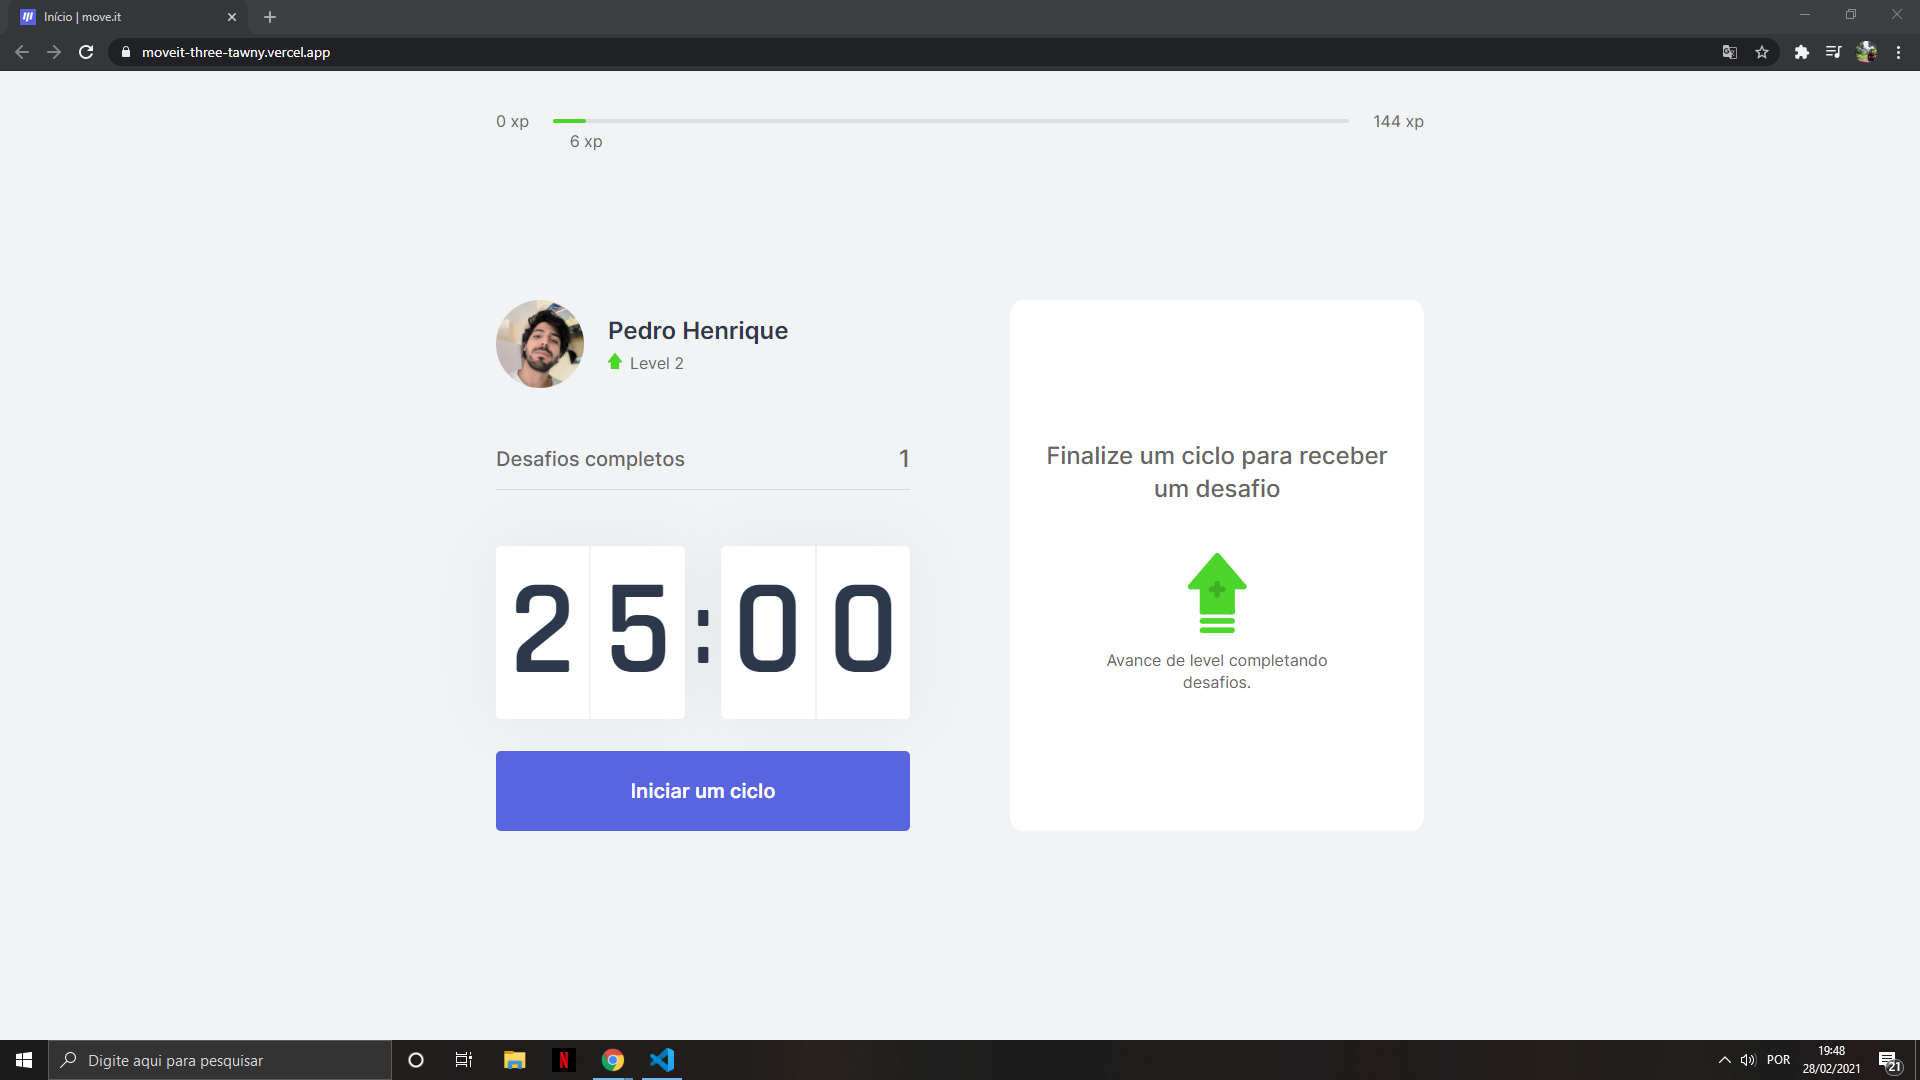 Início | move.it
moveit-three-tawny.vercel.app
0 xp
144 xp
6 xp
Pedro Henrique
Level 2
Desafios completos
1
25:00
Iniciar um ciclo
Finalize um ciclo para receber
um desafio
Avance de level completando
desafios.
Digite aqui para pesquisar
N
POR
19:48
28/02/2021
21